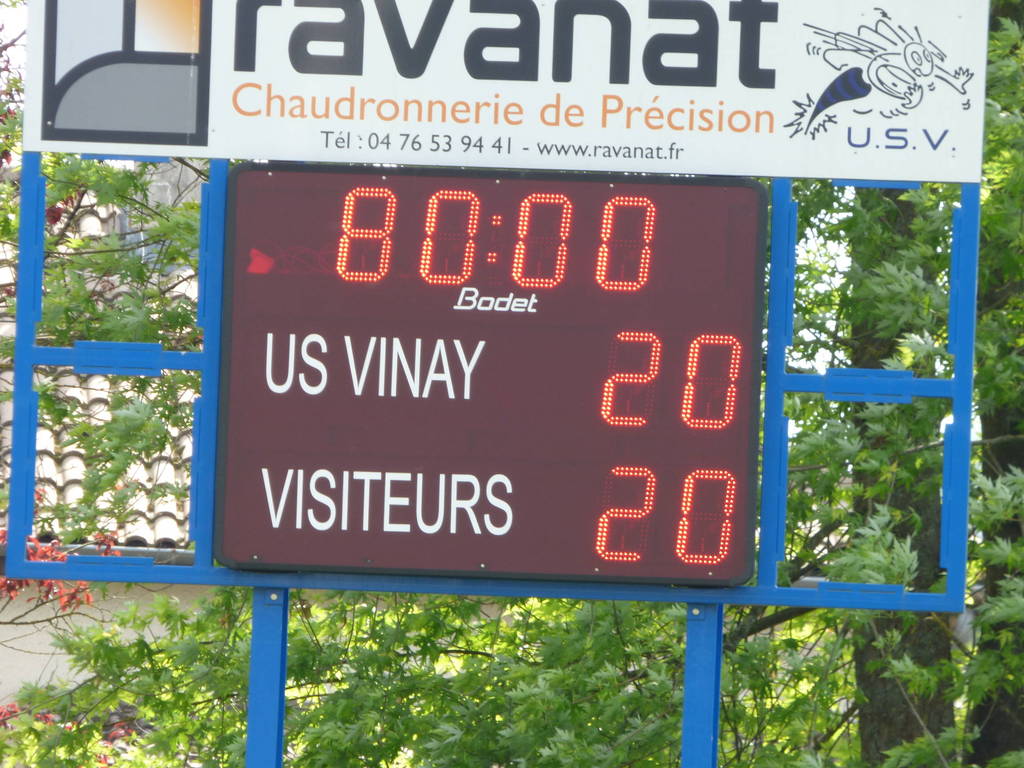 ravanat
Chaudronnerie de Précision
Tél : 04 76 53 94 41 - www.ravanat.fr
U.S.V.
80:00
Bodet
US VINAY 20
VISITEURS 20